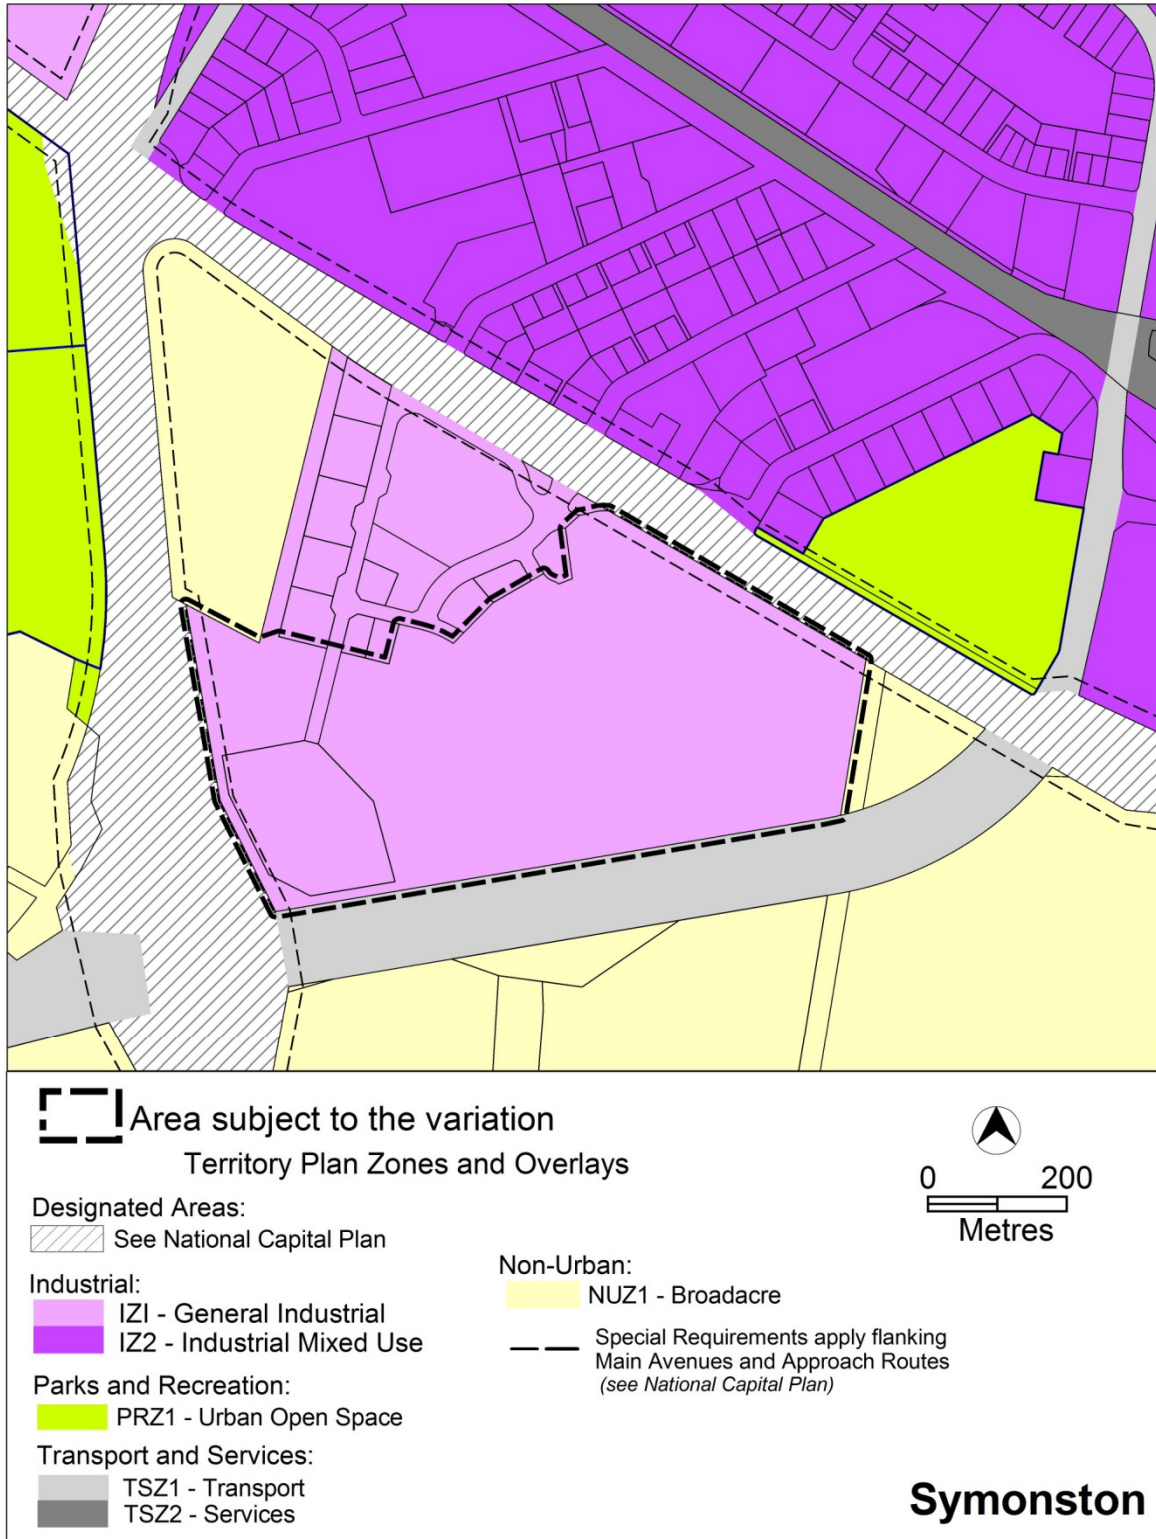 Area subject to the variation
Territory Plan Zones and Overlays
0 200
Metres
Designated Areas:
See National Capital Plan
Industrial:
IZI - General Industrial
IZ2 - Industrial Mixed Use
Parks and Recreation:
PRZ1 - Urban Open Space
Transport and Services:
TSZ1 - Transport
TSZ2 - Services
Non-Urban:
NUZ1 - Broadacre
Special Requirements apply flanking
Main Avenues and Approach Routes
(see National Capital Plan)
Symonston